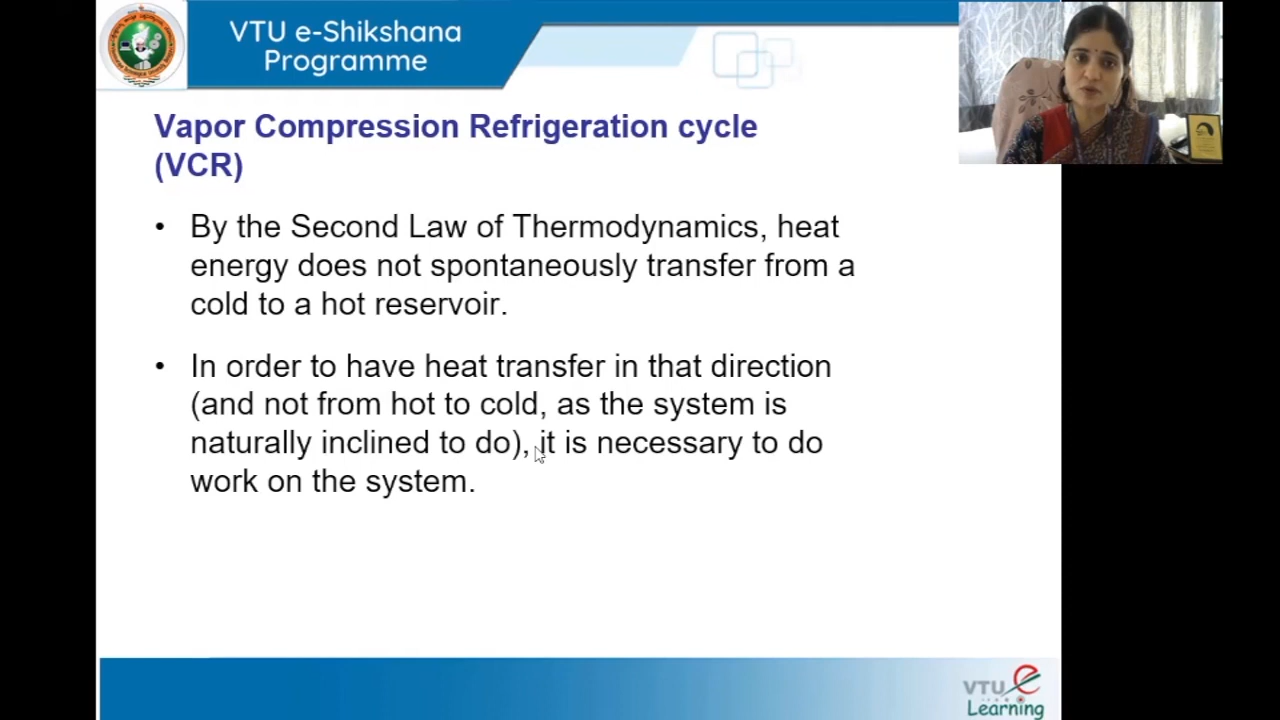 VTU e-Shikshana
Programme
Vapor Compression Refrigeration cycle
(VCR)
• By the Second Law of Thermodynamics, heat
energy does not spontaneously transfer from a
cold to a hot reservoir.
• In order to have heat transfer in that direction
(and not from hot to cold, as the system is
naturally inclined to do), it is necessary to do
work on the system.
VTU e
Learning